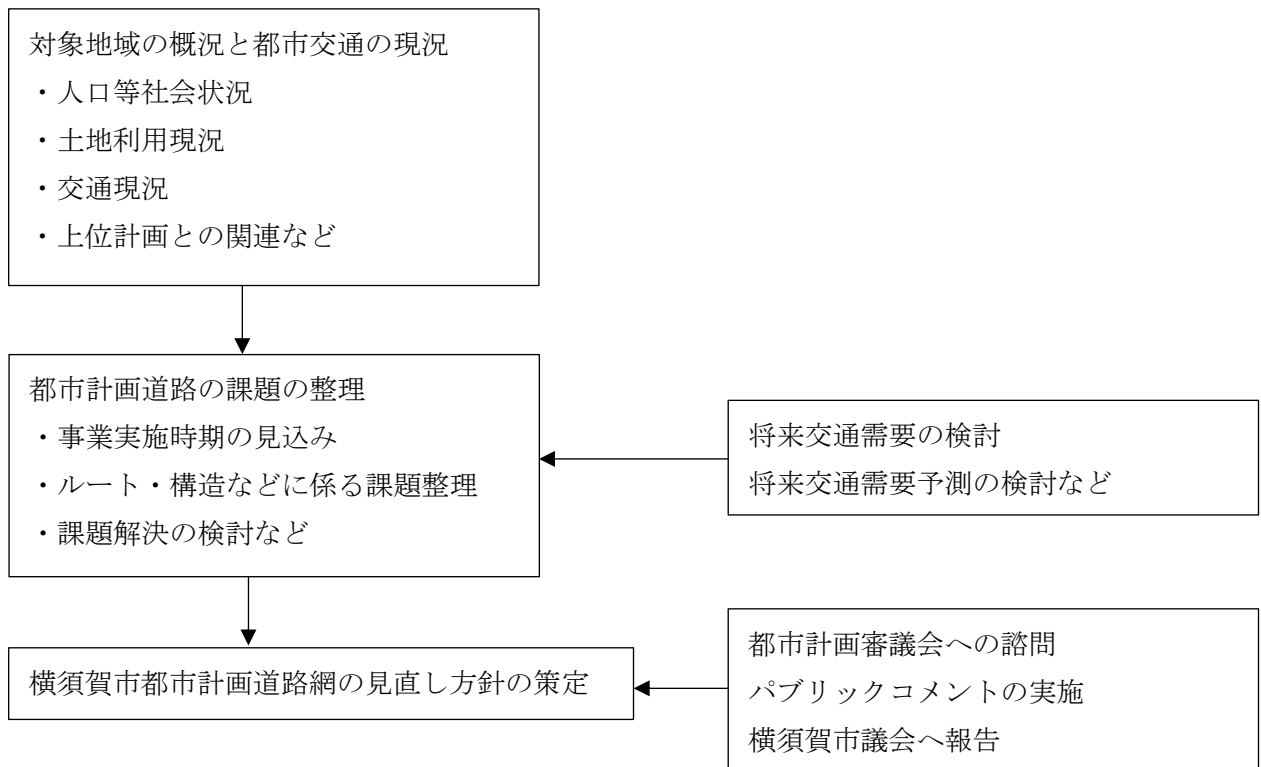 対象地域の概況と都市交通の現況
・人口等社会状況
・土地利用現況
・交通現況
・上位計画との関連など
都市計画道路の課題の整理
・事業実施時期の見込み
・ルート・構造などに係る課題整理
・課題解決の検討など
将来交通需要の検討
将来交通需要予測の検討など
横須賀市都市計画道路網の見直し方針の策定
都市計画審議会への諮問
パブリックコメントの実施
横須賀市議会へ報告